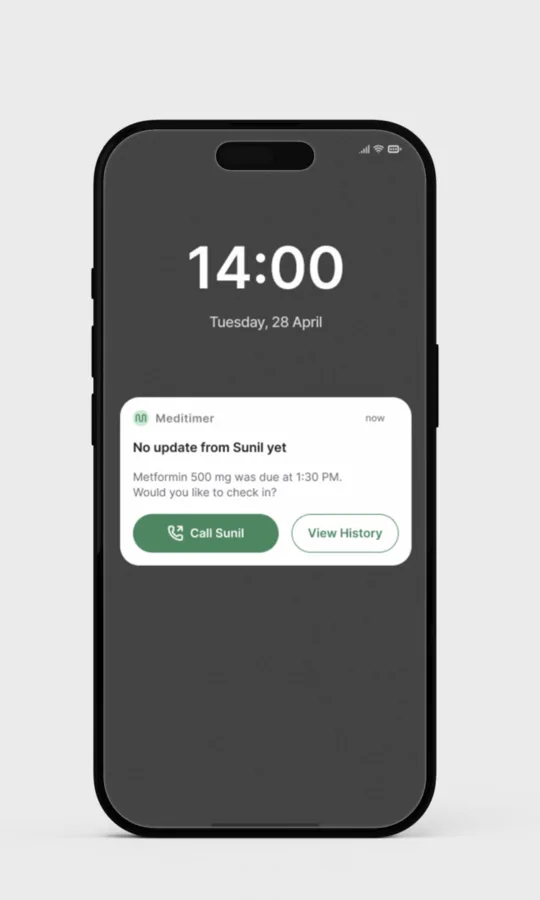 14:00
Tuesday, 28 April
Meditimer
now
No update from Sunil yet
Metformin 500 mg was due at 1:30 PM.
Would you like to check in?
Call Sunil
View History